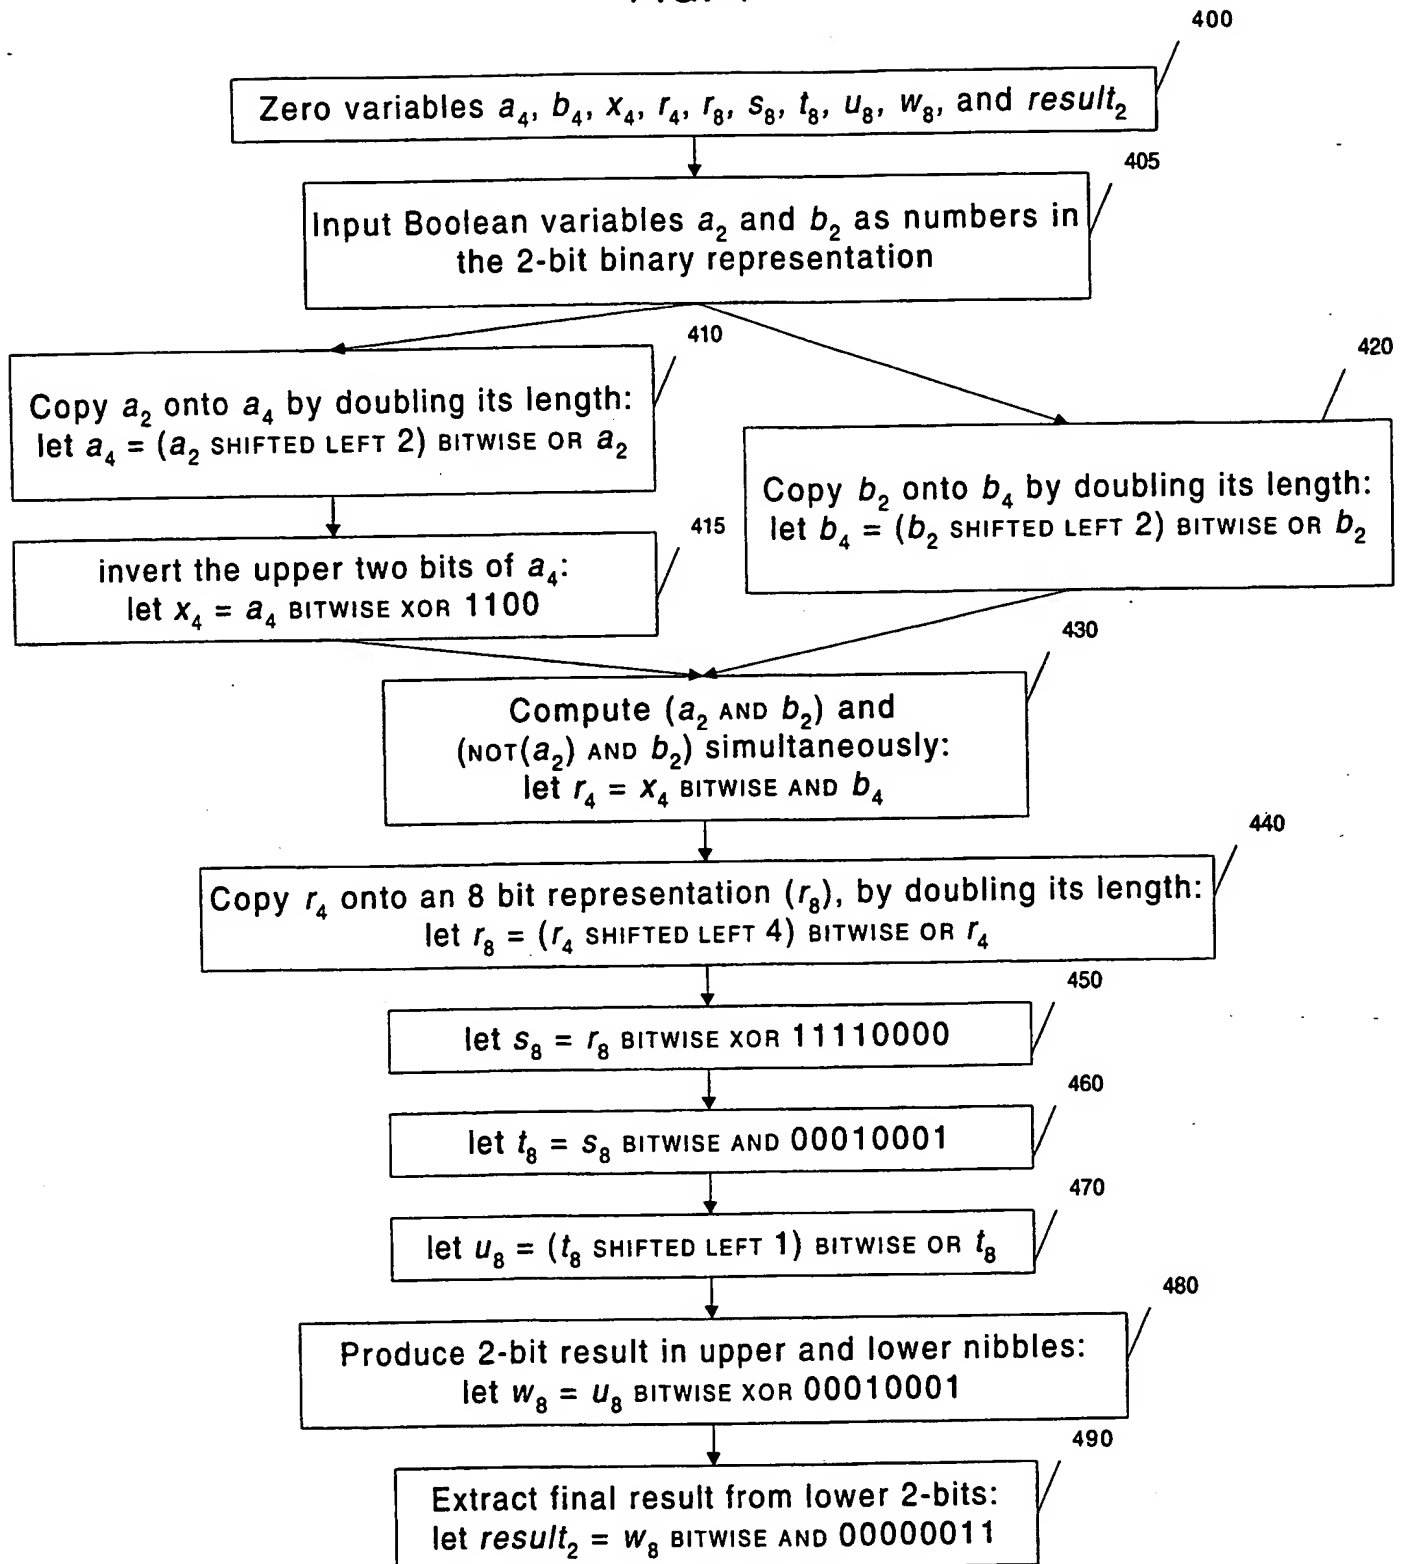 400
Zero variables a4, b4, x4, r4, r8, s8, t8, u8, w8, and result2
405
Input Boolean variables a2 and b2 as numbers in
the 2-bit binary representation
410
Copy a2 onto a4 by doubling its length:
let a4 = (a2 SHIFTED LEFT 2) BITWISE OR a2
420
Copy b2 onto b4 by doubling its length:
let b4 = (b2 SHIFTED LEFT 2) BITWISE OR b2
415
invert the upper two bits of a4:
let x4 = a4 BITWISE XOR 1100
430
Compute (a2 AND b2) and
(NOT(a2) AND b2) simultaneously:
let r4 = x4 BITWISE AND b4
440
Copy r4 onto an 8 bit representation (r8), by doubling its length:
let r8 = (r4 SHIFTED LEFT 4) BITWISE OR r4
450
let s8 = r8 BITWISE XOR 11110000
460
let t8 = s8 BITWISE AND 00010001
470
let u8 = (t8 SHIFTED LEFT 1) BITWISE OR t8
480
Produce 2-bit result in upper and lower nibbles:
let w8 = u8 BITWISE XOR 00010001
490
Extract final result from lower 2-bits:
let result2 = w8 BITWISE AND 00000011